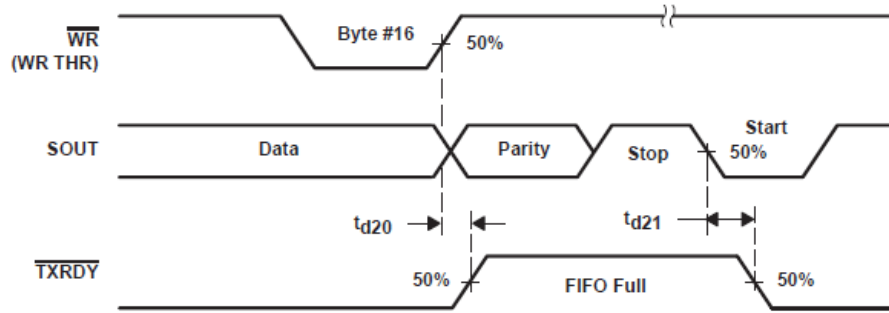 WR
(WR THR)
Byte #16
50%
SOUT
Data
Parity
Stop
Start
50%
td20
td21
TXRDY
50%
FIFO Full
50%